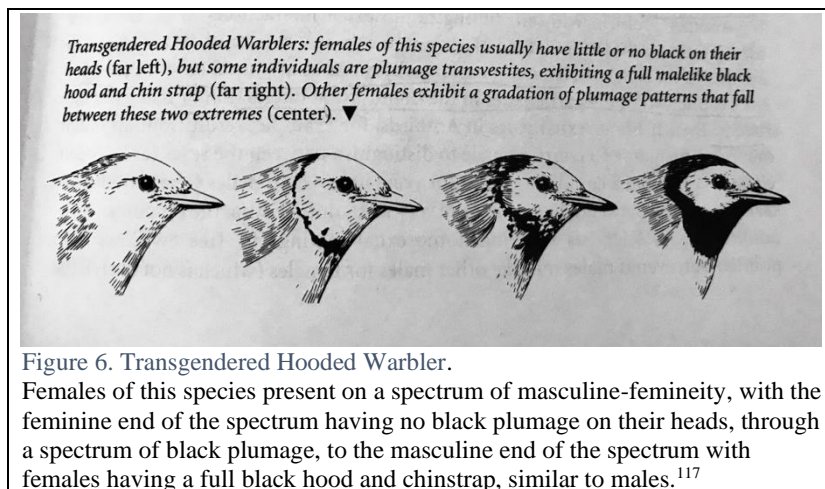 Transgendered Hooded Warblers: females of this species usually have little or no black on their
heads (far left), but some individuals are plumage transvestites, exhibiting a full malelike black
hood and chin strap (far right). Other females exhibit a gradation of plumage patterns that fall
between these two extremes (center). ▼
Figure 6. Transgendered Hooded Warbler.
Females of this species present on a spectrum of masculine-femineity, with the
feminine end of the spectrum having no black plumage on their heads, through
a spectrum of black plumage, to the masculine end of the spectrum with
females having a full black hood and chinstrap, similar to males.¹¹⁷